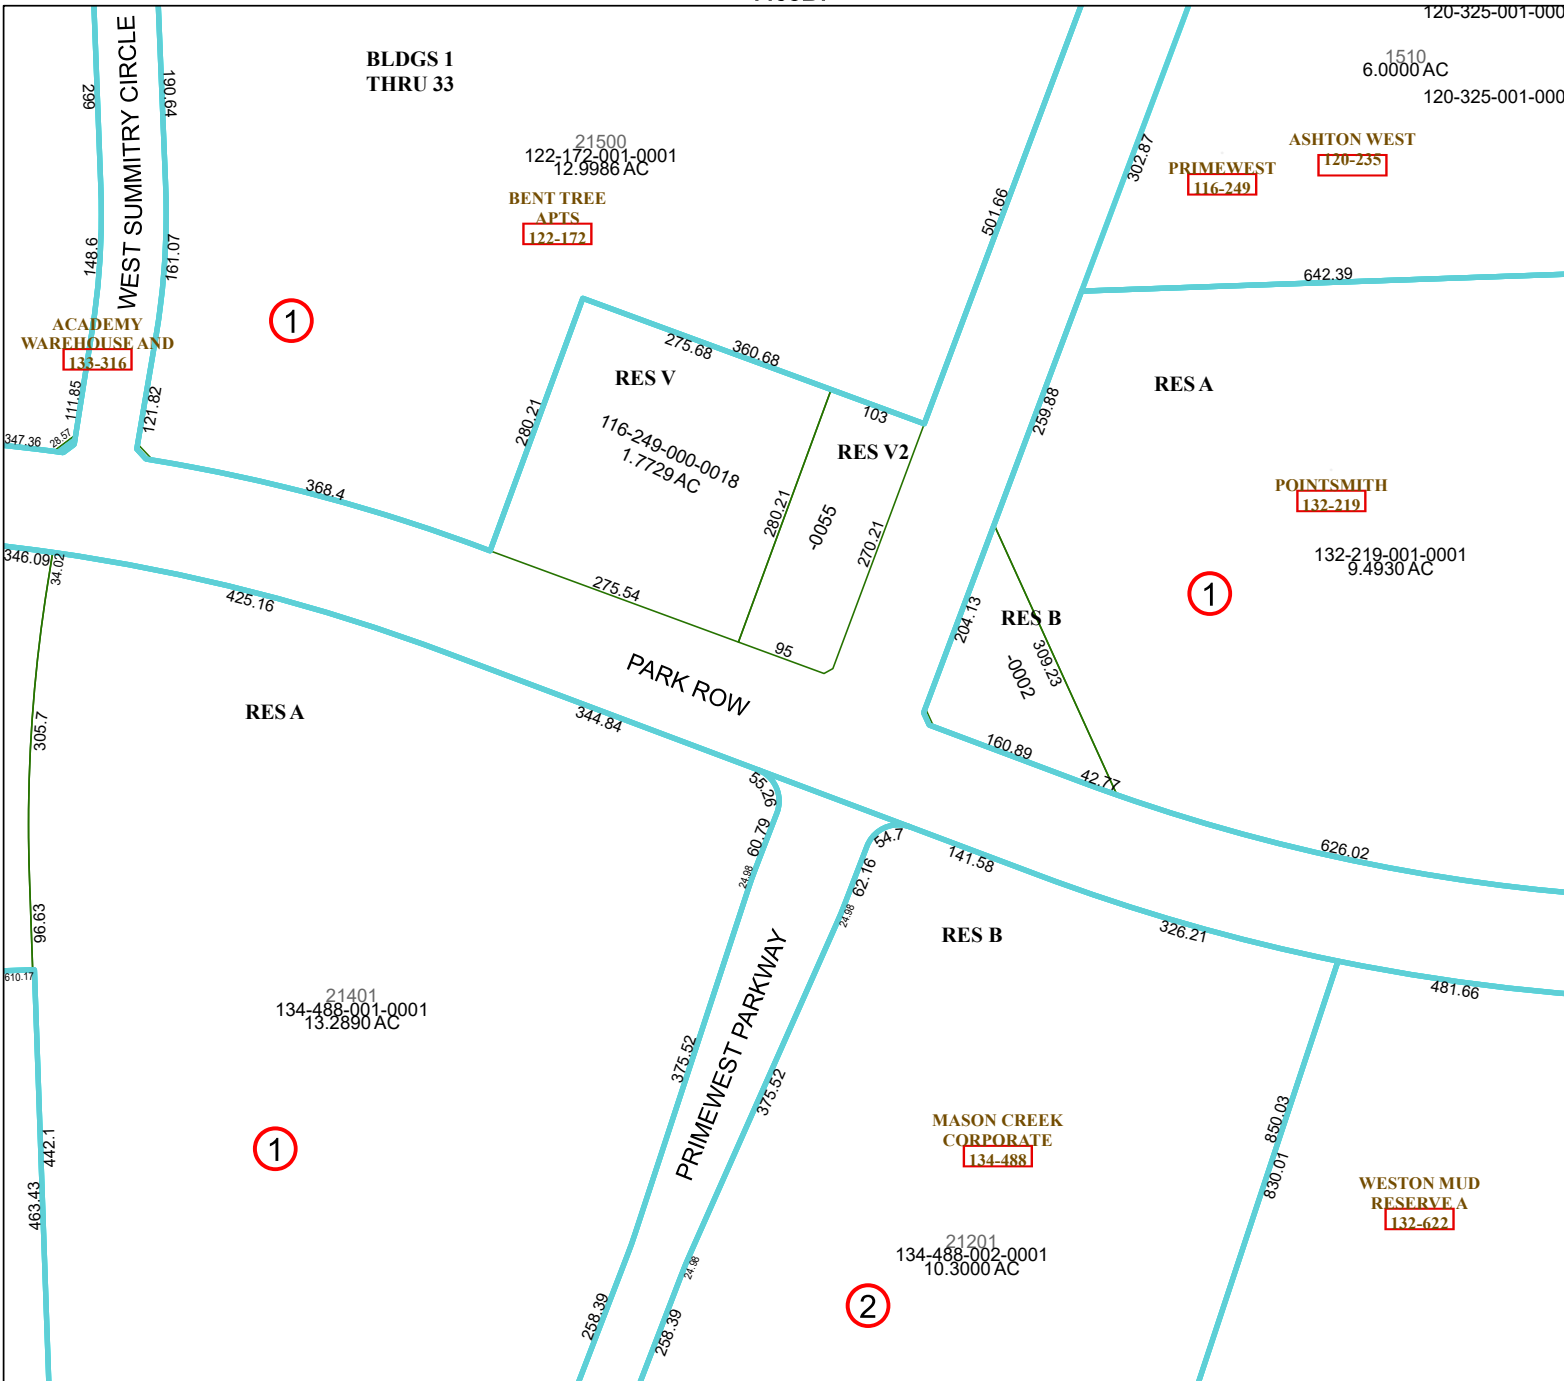 120-325-001-000
1510
6.0000 AC
120-325-001-000
BLDGS 1
THRU 33
299
WEST SUMMITRY CIRCLE
190.64
21500
122-172-001-0001
12.9986 AC
BENT TREE
APTS
122-172
ASHTON WEST
120-235
PRIMEWEST
116-249
302.87
501.66
148.6
161.07
642.39
1
ACADEMY
WAREHOUSE AND
133-316
111.85
121.82
347.36
28.57
275.68
360.68
103
RES V
280.21
116-249-000-0018
1.7729 AC
RES V2
280.21
-0055
270.21
259.88
RES A
POINTSMITH
132-219
132-219-001-0001
9.4930 AC
1
368.4
346.09
34.02
425.16
275.54
95
PARK ROW
204.13
RES B
309.23
-0002
160.89
42.77
626.02
RES A
305.7
344.84
55.26
60.79
24.98
54.7
62.16
24.98
141.58
RES B
326.21
481.66
96.63
610.17
21401
134-488-001-0001
13.2890 AC
375.52
PRIMEWEST PARKWAY
375.52
1
442.1
463.43
MASON CREEK
CORPORATE
134-488
850.03
830.01
WESTON MUD
RESERVE A
132-622
21201
134-488-002-0001
10.3000 AC
24.98
2
258.39
258.39